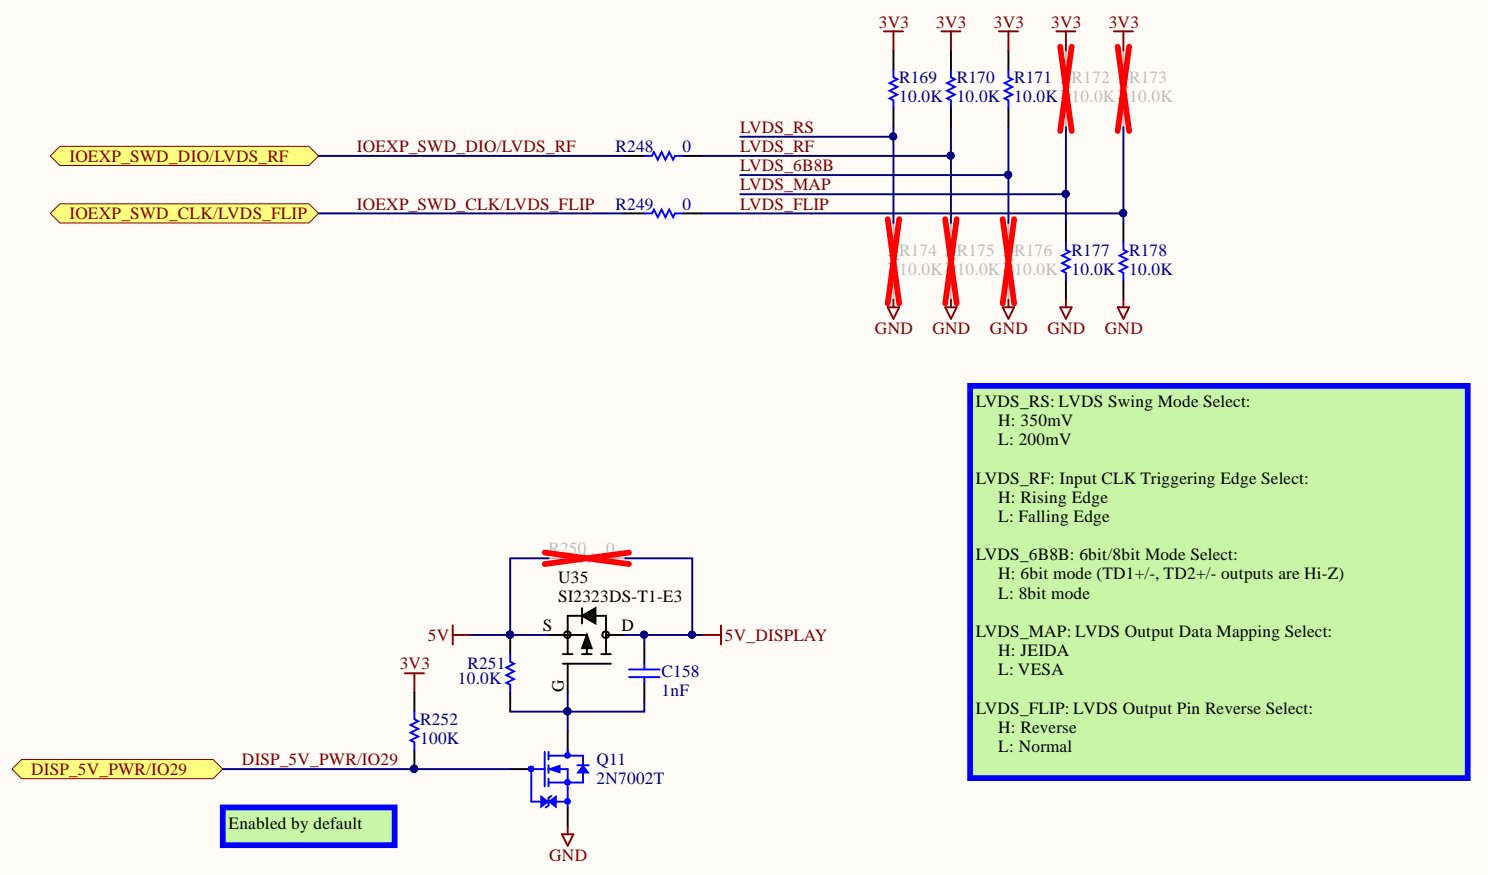 3V3 3V3 3V3 3V3 3V3
R169 R170 R171 R172 R173
10.0K 10.0K 10.0K 10.0K 10.0K
LVDS_RS
IOEXP_SWD_DIO/LVDS_RF IOEXP_SWD_DIO/LVDS_RF R248 0 LVDS_RF
LVDS_6B8B
LVDS_MAP
IOEXP_SWD_CLK/LVDS_FLIP IOEXP_SWD_CLK/LVDS_FLIP R249 0 LVDS_FLIP
R174 R175 R176 R177 R178
10.0K 10.0K 10.0K 10.0K 10.0K
GND GND GND GND GND
LVDS_RS: LVDS Swing Mode Select:
H: 350mV
L: 200mV
LVDS_RF: Input CLK Triggering Edge Select:
H: Rising Edge
L: Falling Edge
LVDS_6B8B: 6bit/8bit Mode Select:
H: 6bit mode (TD1+/-, TD2+/- outputs are Hi-Z)
L: 8bit mode
LVDS_MAP: LVDS Output Data Mapping Select:
H: JEIDA
L: VESA
LVDS_FLIP: LVDS Output Pin Reverse Select:
H: Reverse
L: Normal
R250 0
U35
SI2323DS-T1-E3
5V S D 5V_DISPLAY
3V3
R251
10.0K
G
C158
1nF
R252
100K
DISP_5V_PWR/IO29 DISP_5V_PWR/IO29
Q11
2N7002T
Enabled by default
GND